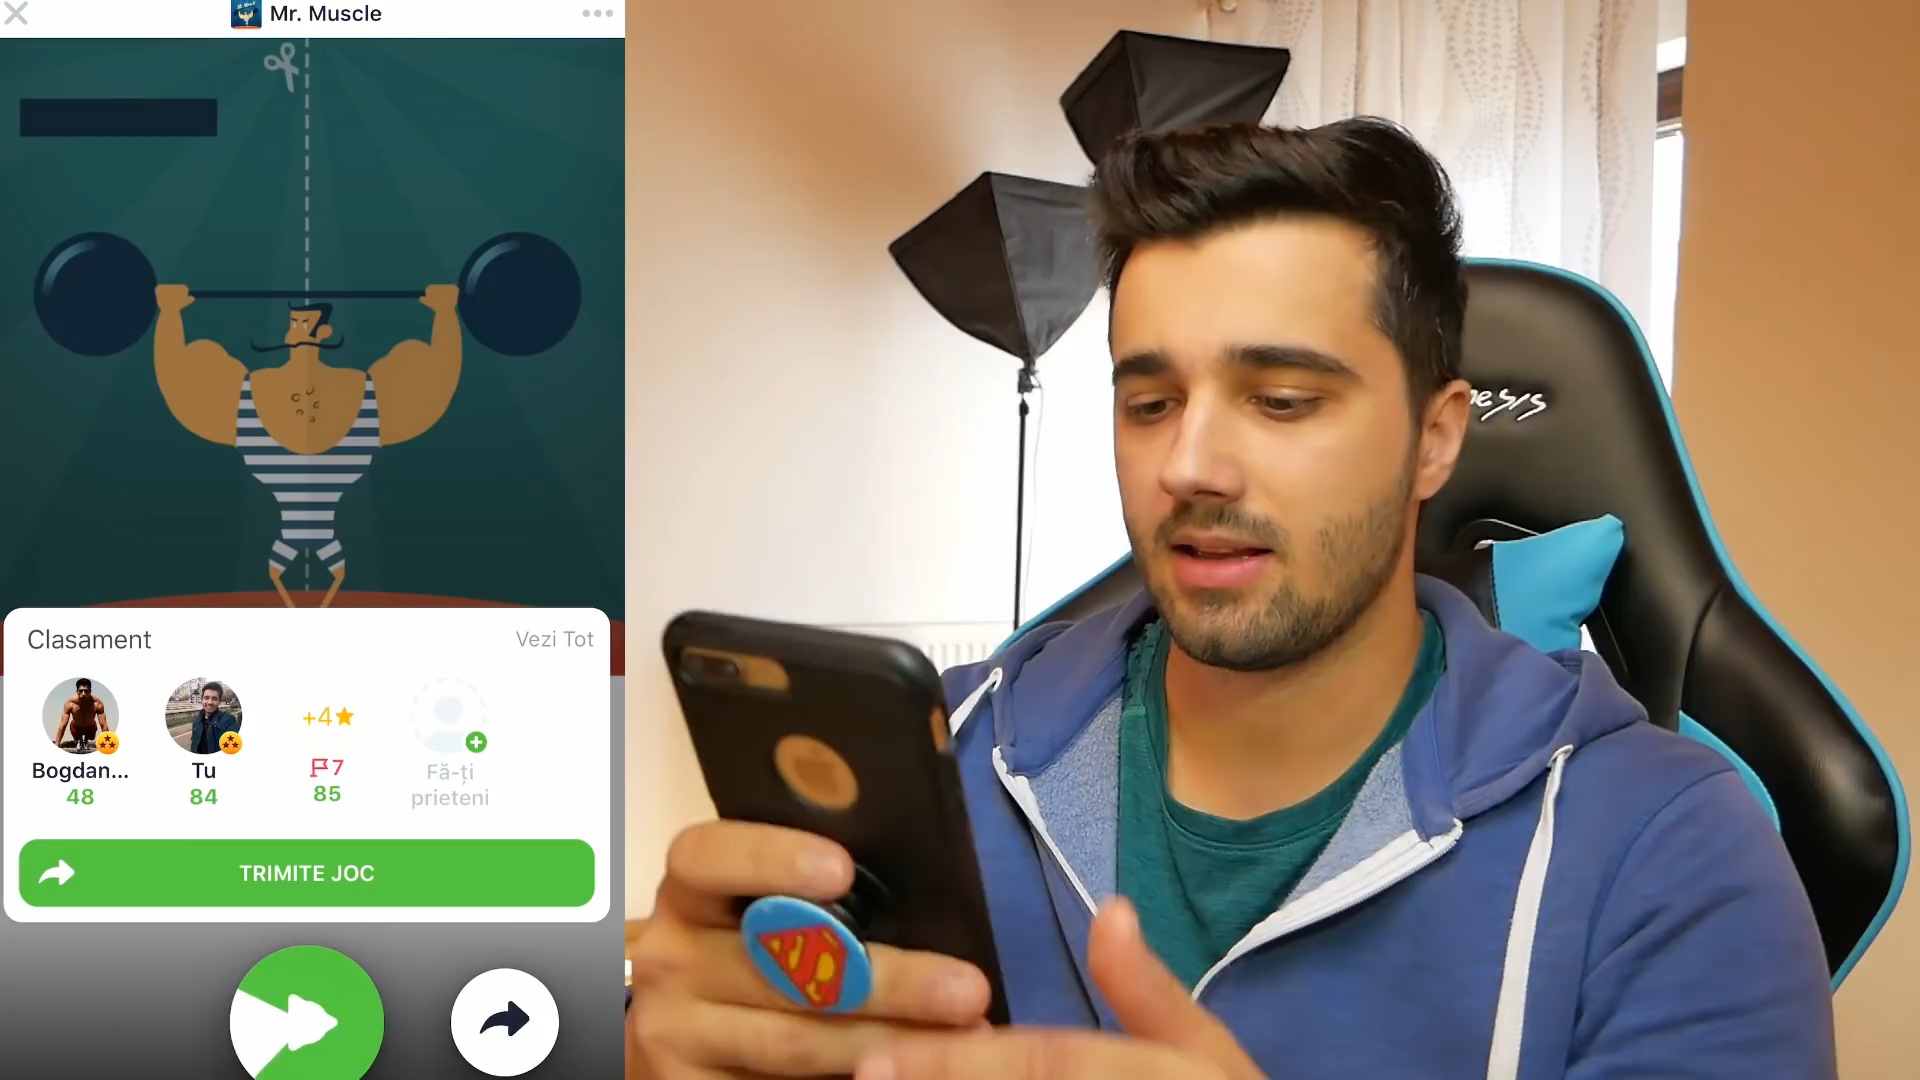 Mr. Muscle
Clasament
Vezi Tot
+4
Bogdan...
Tu
7
Fă-ți
prieteni
48
84
85
TRIMITE JOC